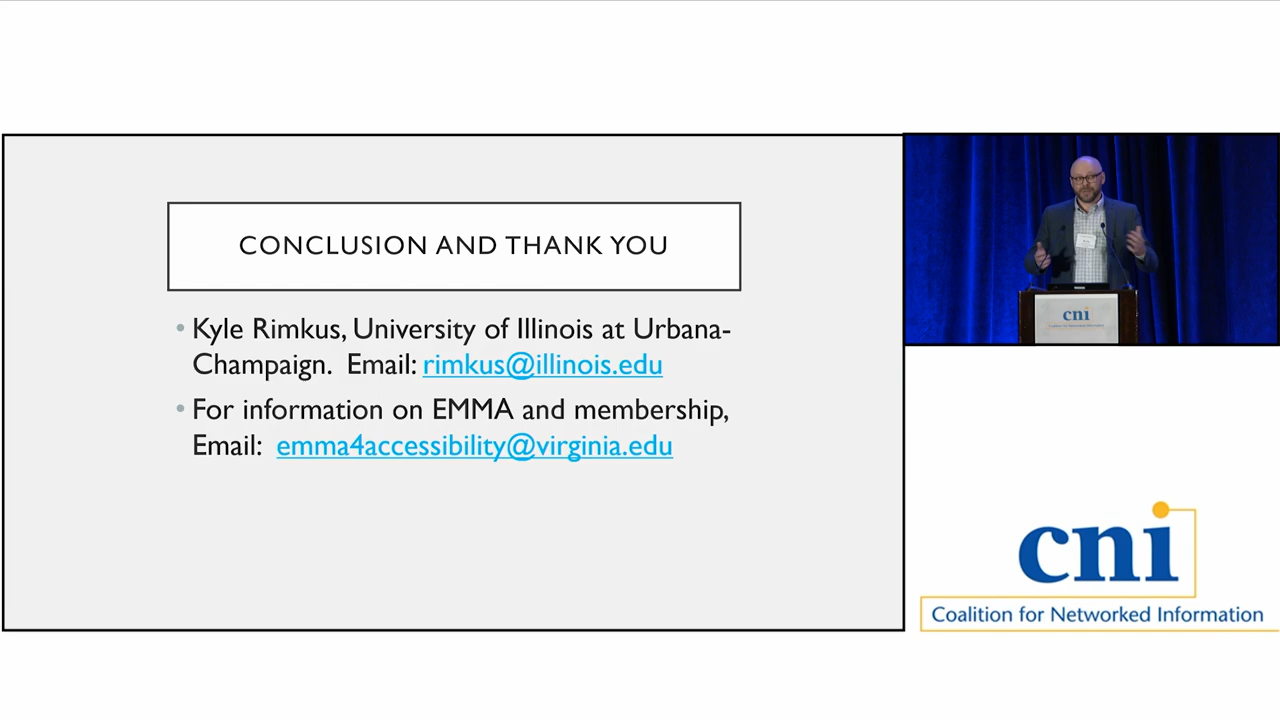 CONCLUSION AND THANK YOU
• Kyle Rimkus, University of Illinois at Urbana-
Champaign. Email: rimkus@illinois.edu
• For information on EMMA and membership,
Email: emma4accessibility@virginia.edu
cni
cni
Coalition for Networked Information